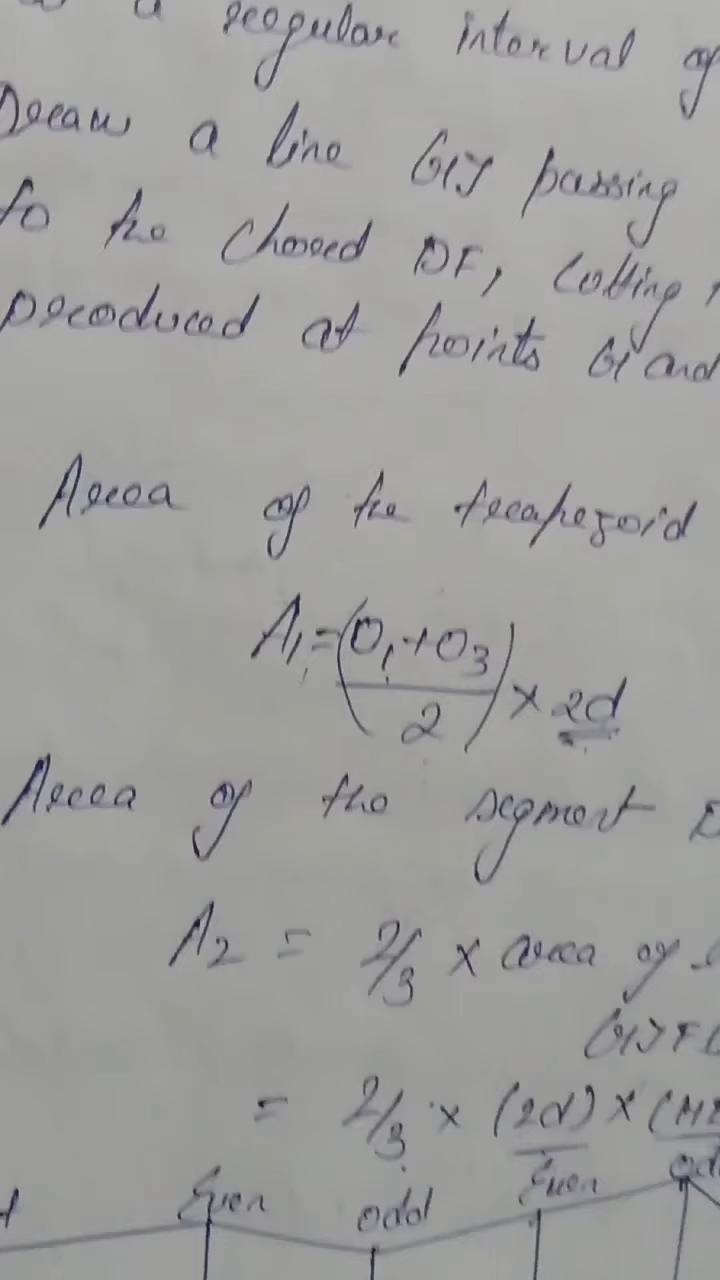 a regular interval of
Draw a line GJ passing
to the Chord DF, Cutting
produced at points G and
Area of the trapezoid
A₁ = (O₁ + O₃ / 2) × 2d
Area of the segment
A₂ = 2/3 × area of
= 2/3 × (2d) ×
Even odd Even odd